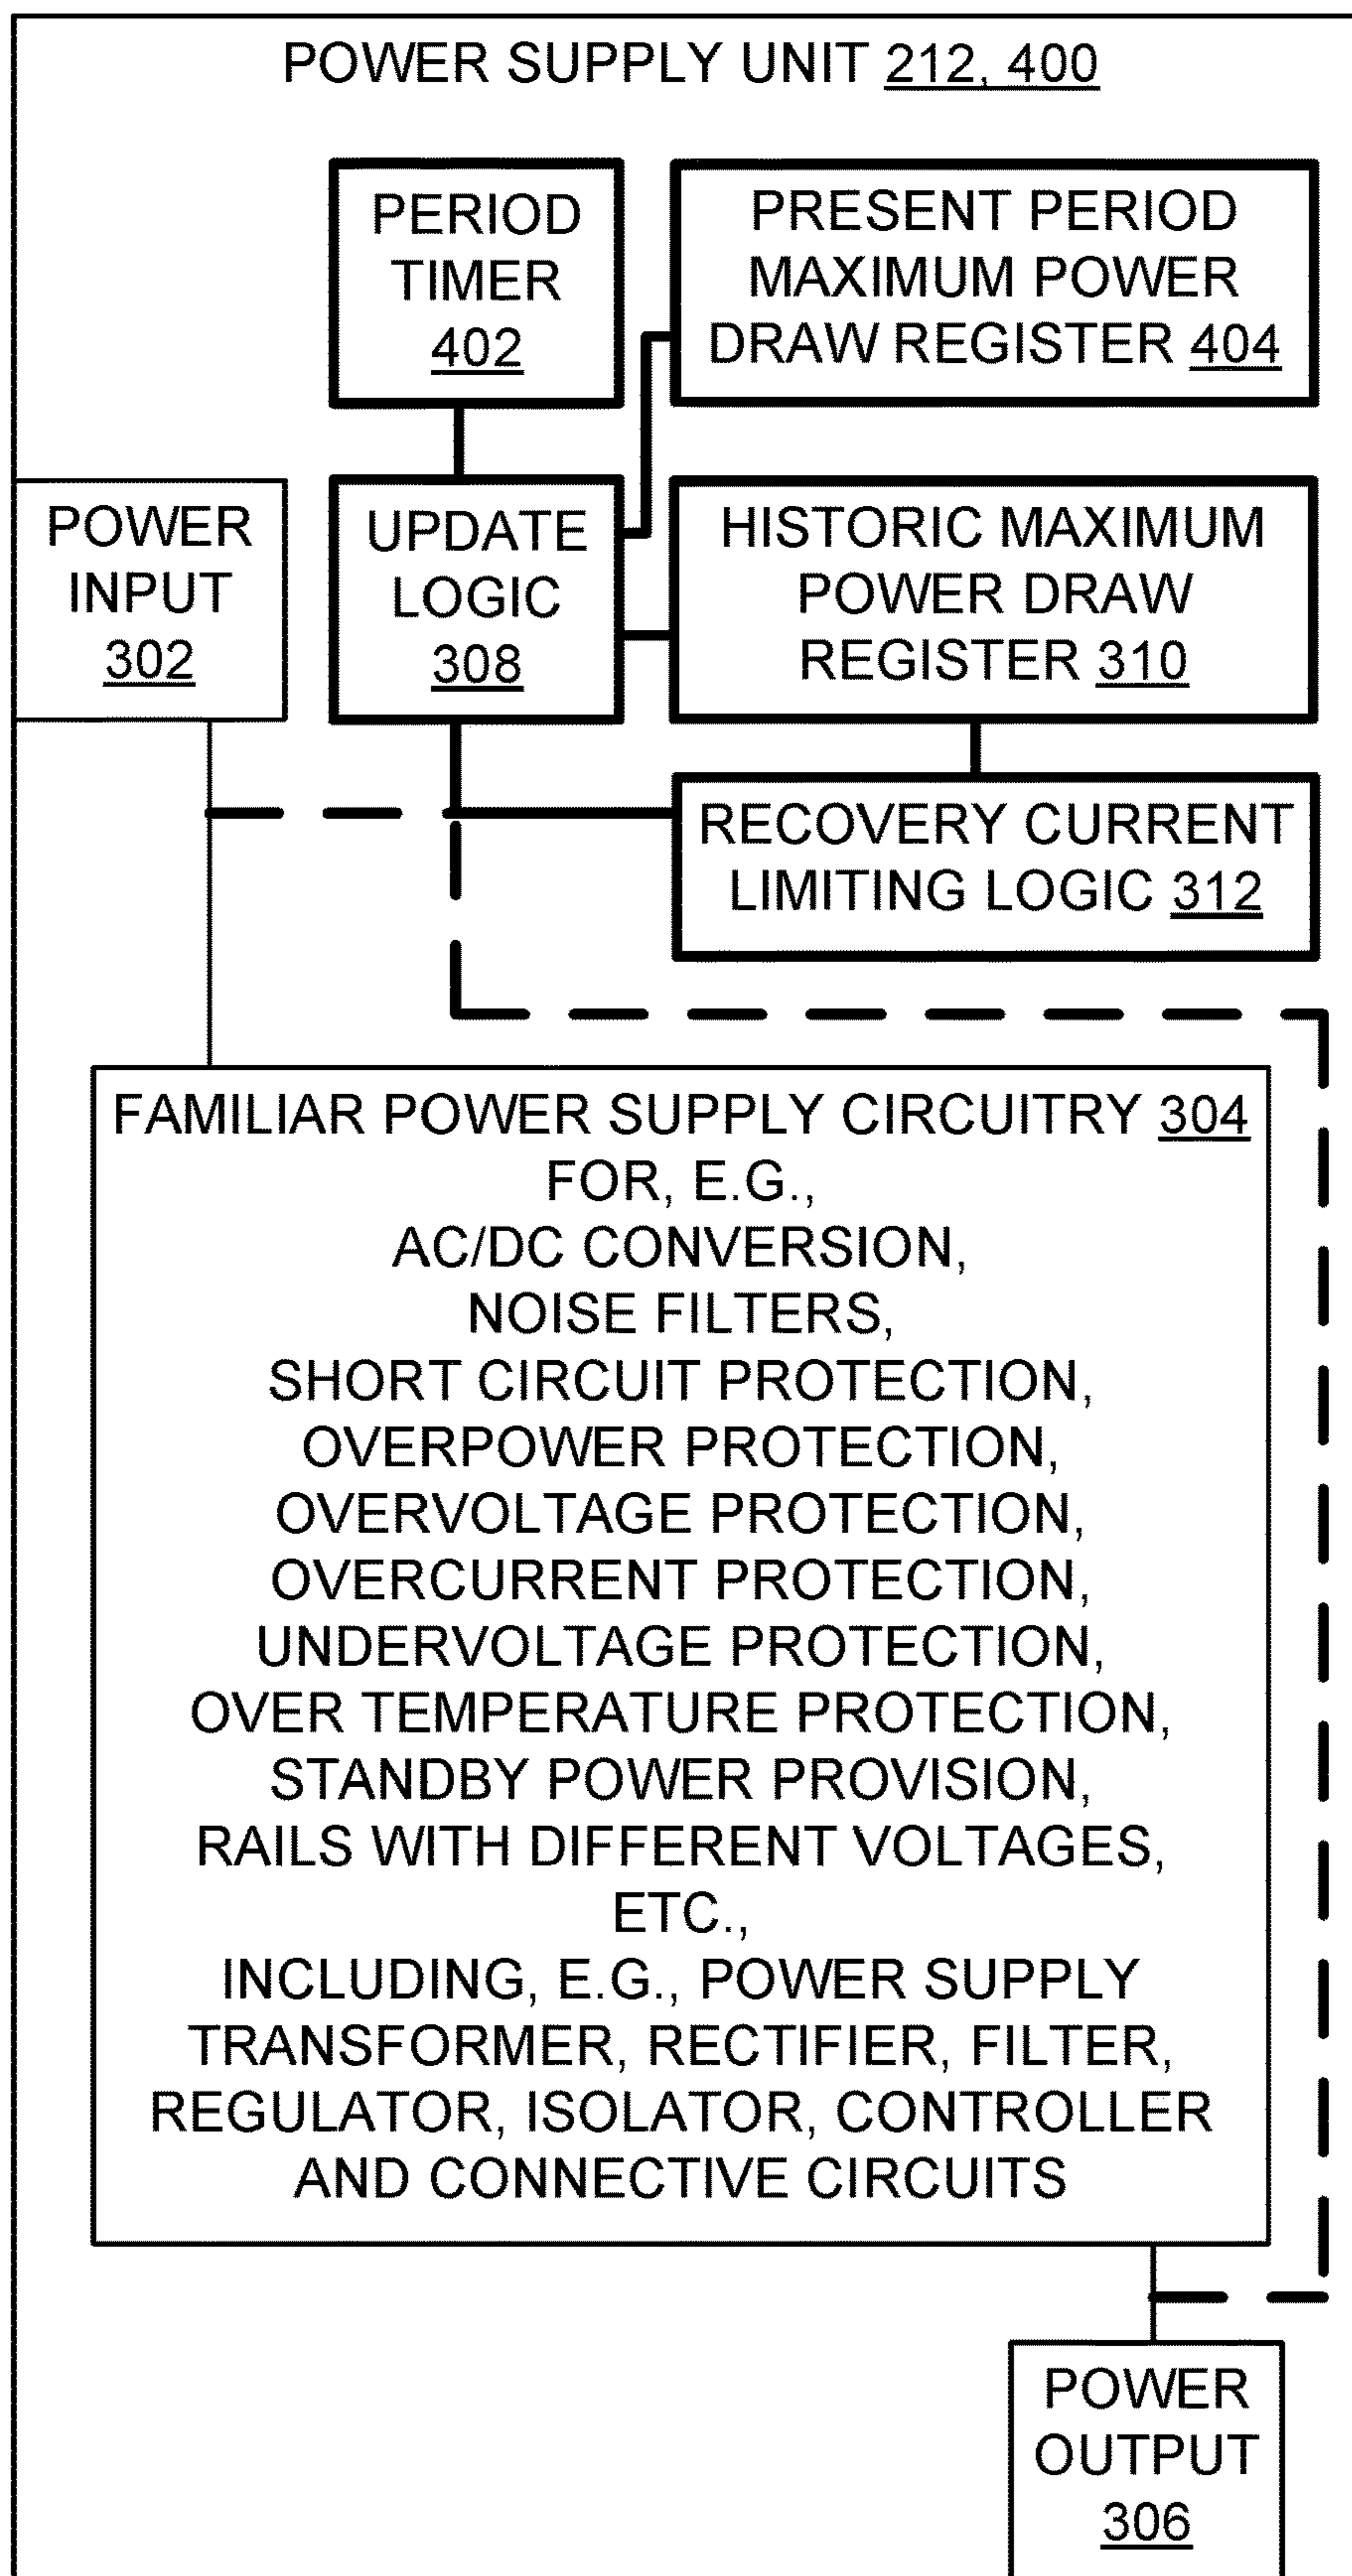 POWER SUPPLY UNIT 212, 400
PERIOD
TIMER
402
PRESENT PERIOD
MAXIMUM POWER
DRAW REGISTER 404
POWER
INPUT
302
UPDATE
LOGIC
308
HISTORIC MAXIMUM
POWER DRAW
REGISTER 310
RECOVERY CURRENT
LIMITING LOGIC 312
FAMILIAR POWER SUPPLY CIRCUITRY 304
FOR, E.G.,
AC/DC CONVERSION,
NOISE FILTERS,
SHORT CIRCUIT PROTECTION,
OVERPOWER PROTECTION,
OVERVOLTAGE PROTECTION,
OVERCURRENT PROTECTION,
UNDERVOLTAGE PROTECTION,
OVER TEMPERATURE PROTECTION,
STANDBY POWER PROVISION,
RAILS WITH DIFFERENT VOLTAGES,
ETC.,
INCLUDING, E.G., POWER SUPPLY
TRANSFORMER, RECTIFIER, FILTER,
REGULATOR, ISOLATOR, CONTROLLER
AND CONNECTIVE CIRCUITS
POWER
OUTPUT
306